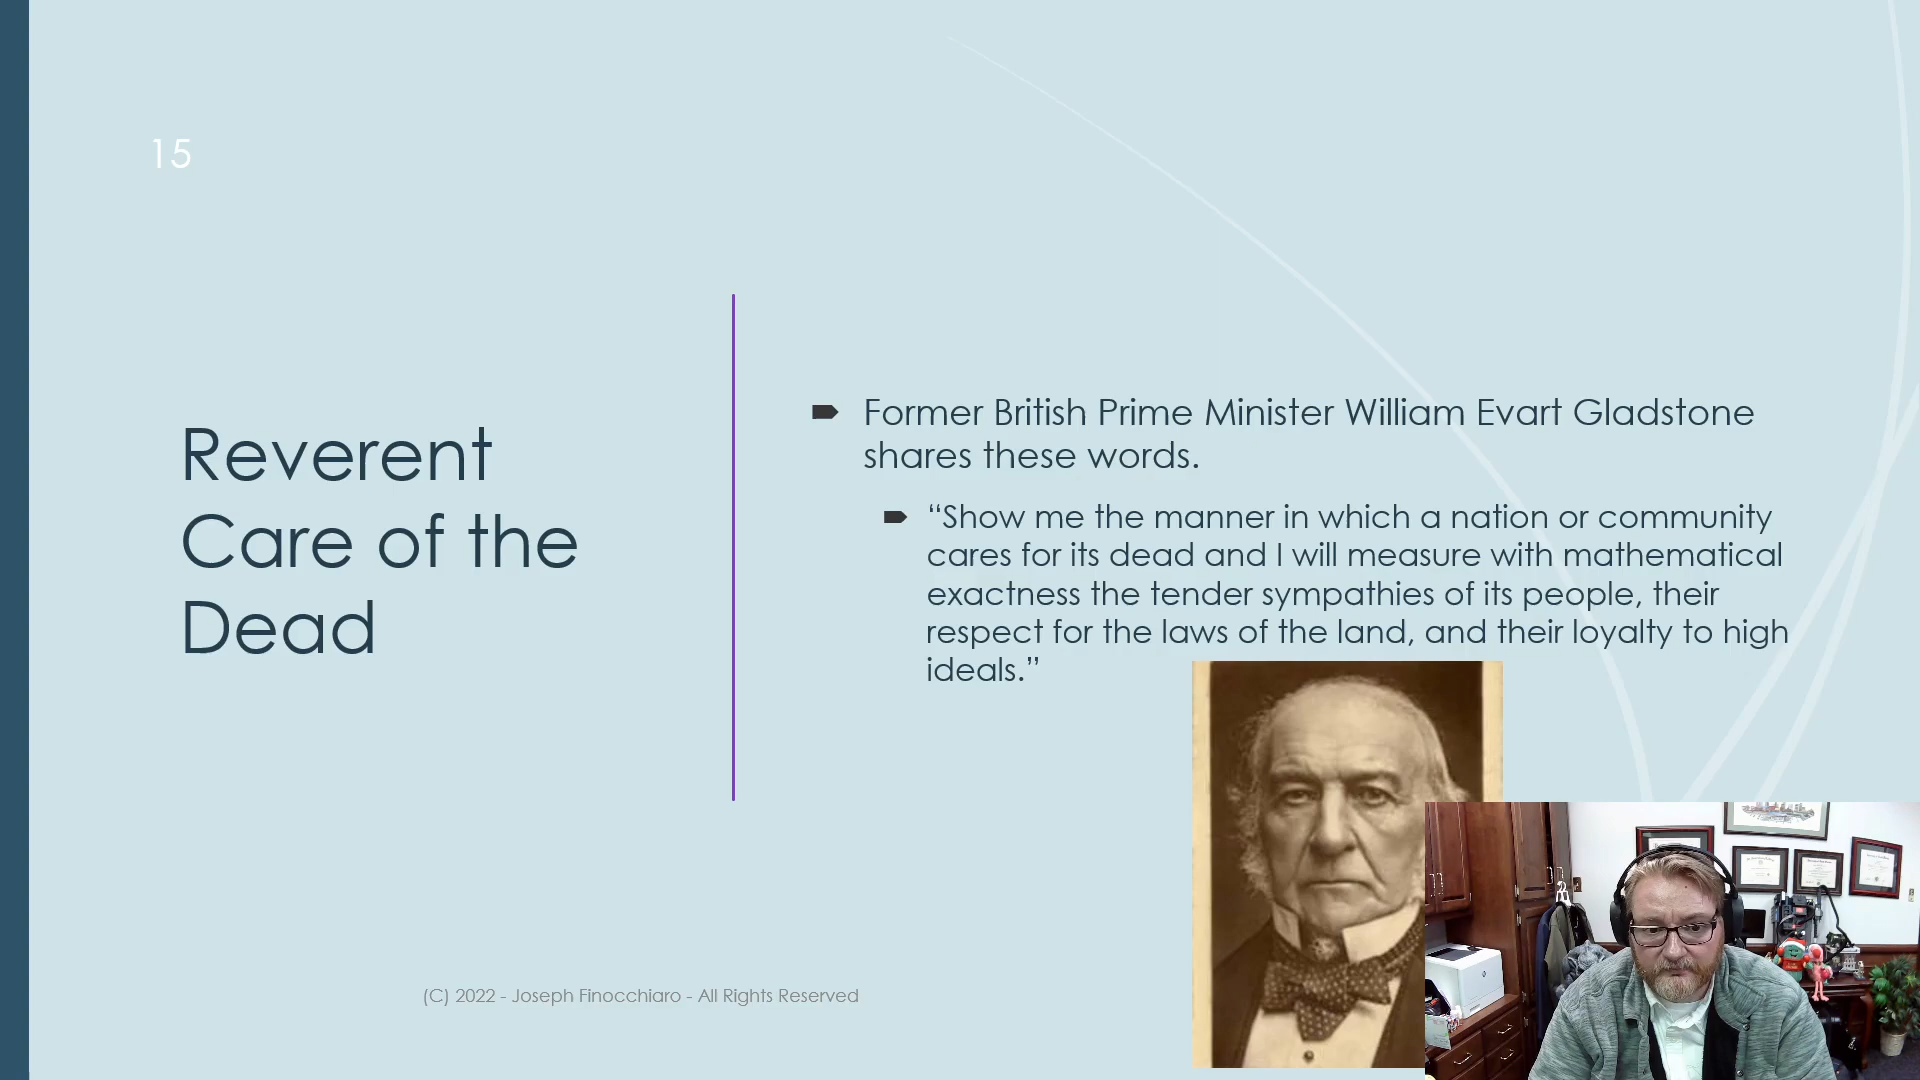 15
Reverent
Care of the
Dead
Former British Prime Minister William Evart Gladstone
shares these words.
“Show me the manner in which a nation or community
cares for its dead and I will measure with mathematical
exactness the tender sympathies of its people, their
respect for the laws of the land, and their loyalty to high
ideals.”
(C) 2022 - Joseph Finocchiaro - All Rights Reserved